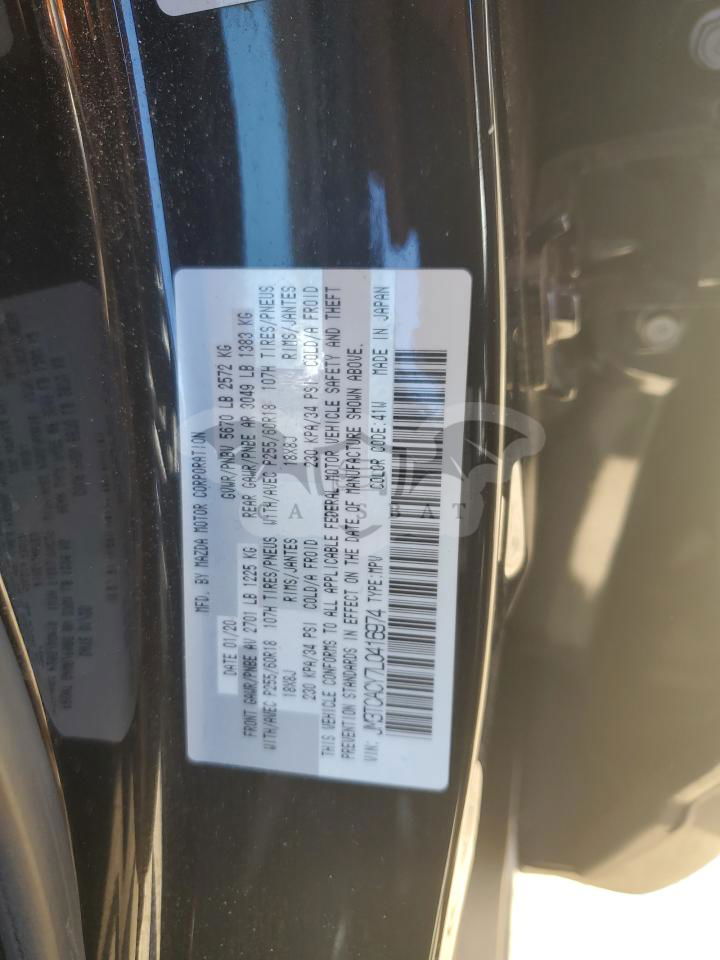 MFD. BY MAZDA MOTOR CORPORATION
DATE 01/20 GVWR/PNBV 5670 LB 2572 KG
FRONT GAWR/PNBE AV 2701 LB 1225 KG REAR GAWR/PNBE AR 3049 LB 1383 KG
WITH/AVEC P255/60R18 107H TIRES/PNEUS WITH/AVEC P255/60R18 107H TIRES/PNEUS
18X8J RIMS/JANTES 18X8J RIMS/JANTES
230 KPA/34 PSI COLD/A FROID 230 KPA/34 PSI COLD/A FROID
THIS VEHICLE CONFORMS TO ALL APPLICABLE FEDERAL MOTOR VEHICLE SAFETY AND THEFT
PREVENTION STANDARDS IN EFFECT ON THE DATE OF MANUFACTURE SHOWN ABOVE.
VIN: JM3TCACY7L0416974 TYPE:MPV COLOR CODE:41W MADE IN JAPAN